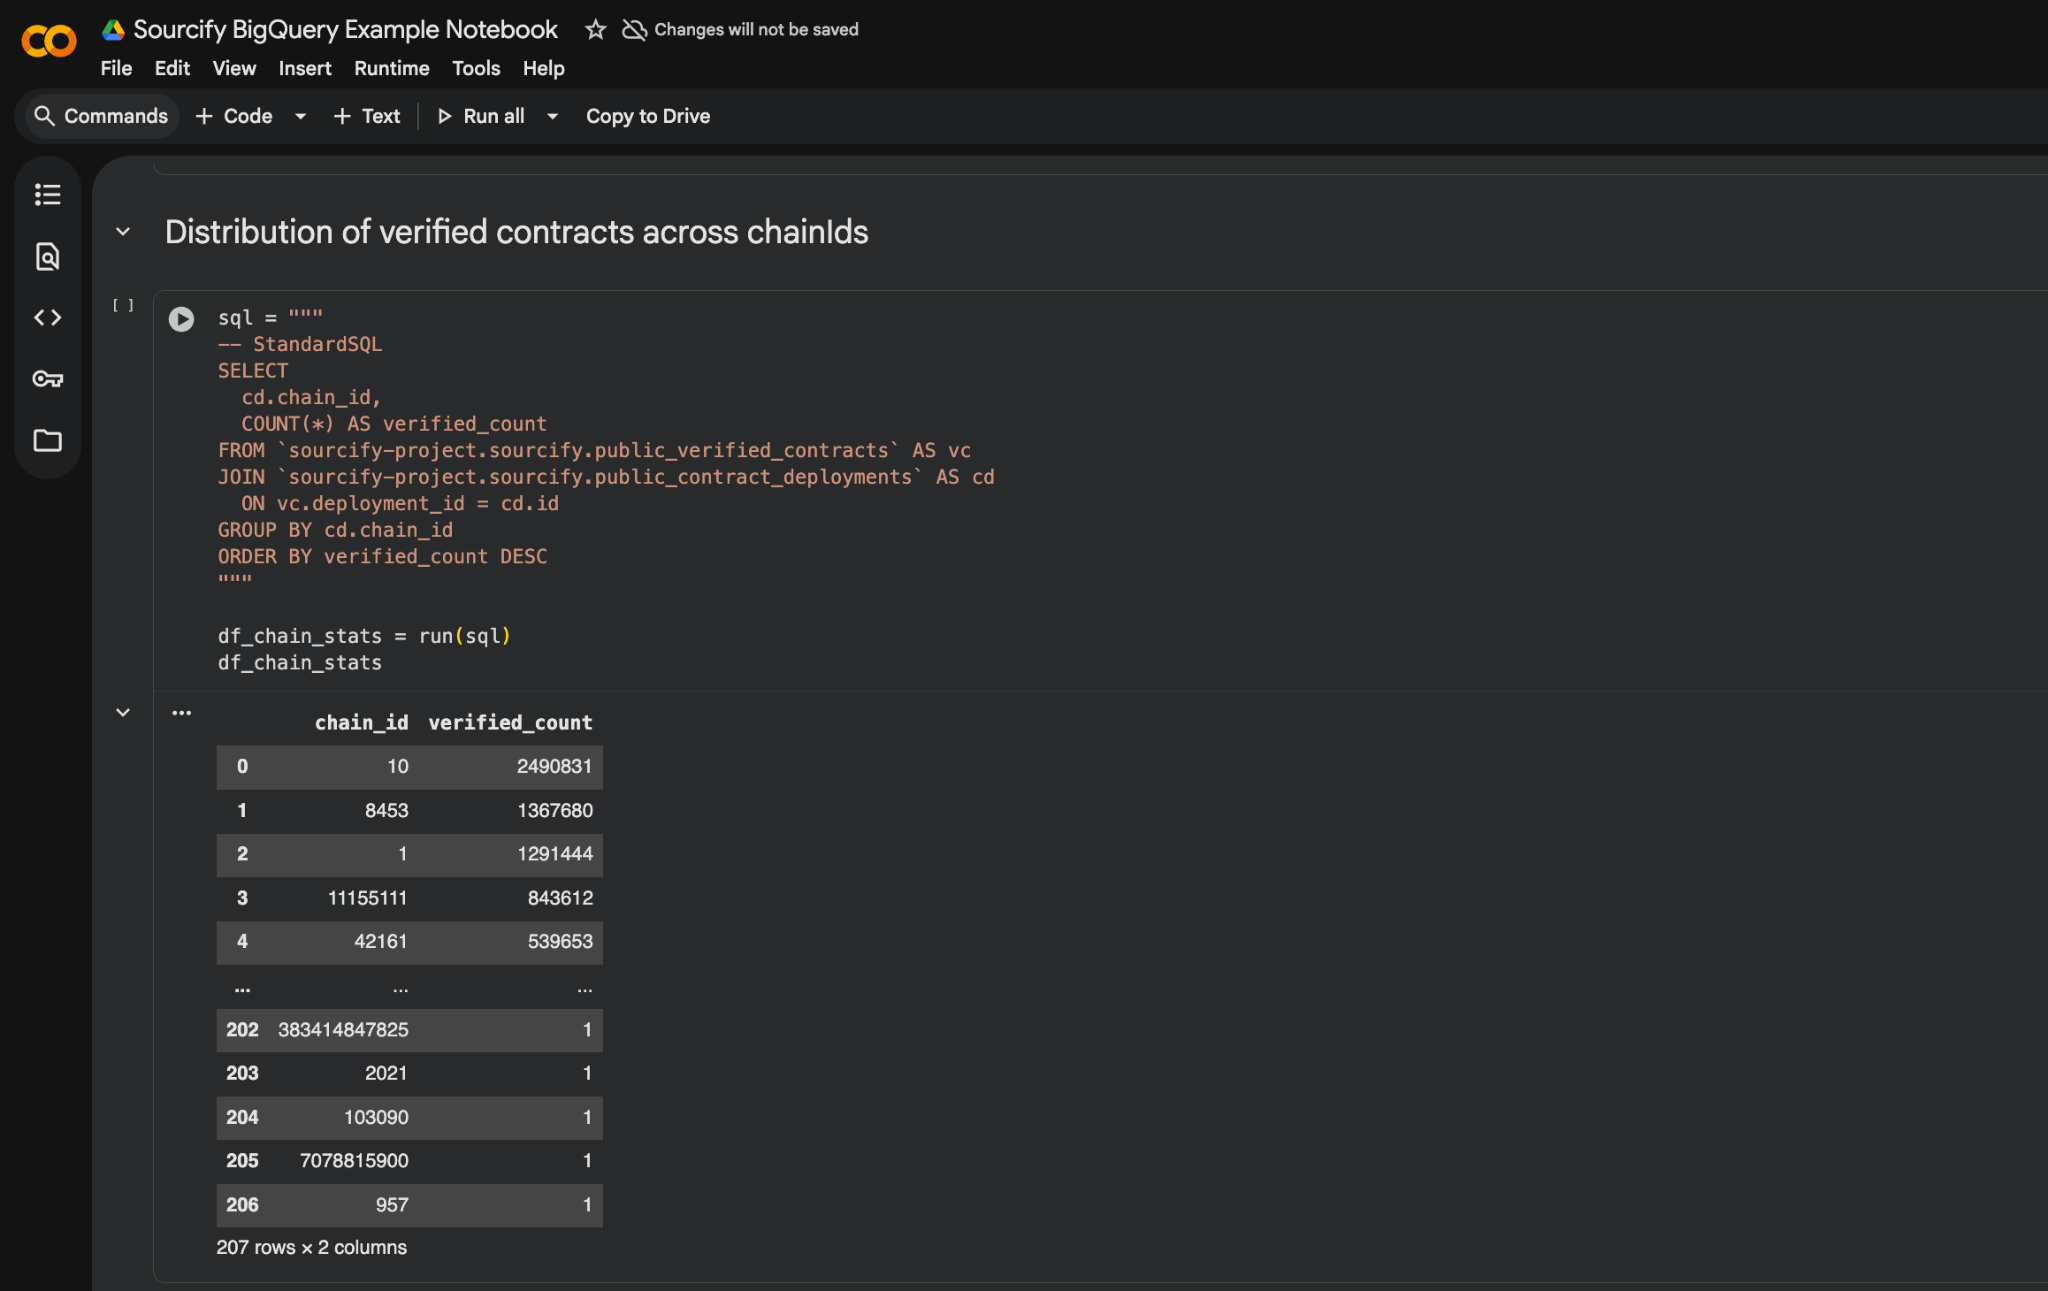 Sourcify BigQuery Example Notebook
Changes will not be saved
File Edit View Insert Runtime Tools Help
Commands + Code + Text Run all Copy to Drive
Distribution of verified contracts across chainIds
[ ]
sql = """
-- StandardSQL
SELECT
  cd.chain_id,
  COUNT(*) AS verified_count
FROM `sourcify-project.sourcify.public_verified_contracts` AS vc
JOIN `sourcify-project.sourcify.public_contract_deployments` AS cd
  ON vc.deployment_id = cd.id
GROUP BY cd.chain_id
ORDER BY verified_count DESC
"""
df_chain_stats = run(sql)
df_chain_stats
chain_id verified_count
0 10 2490831
1 8453 1367680
2 1 1291444
3 11155111 843612
4 42161 539653
... ... ...
202 383414847825 1
203 2021 1
204 103090 1
205 7078815900 1
206 957 1
207 rows × 2 columns